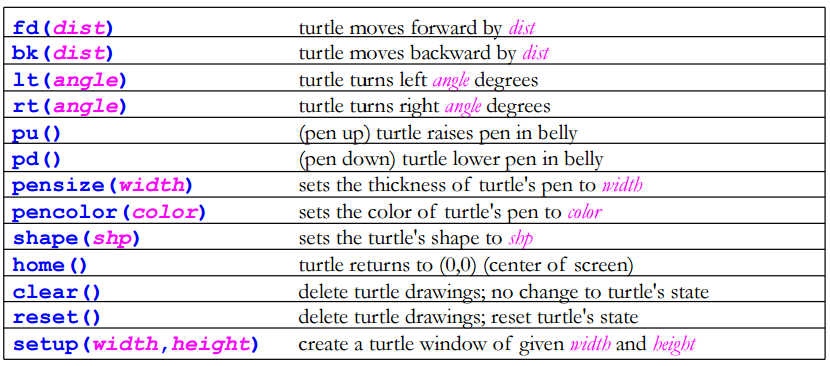 fd(dist) turtle moves forward by dist
bk(dist) turtle moves backward by dist
lt(angle) turtle turns left angle degrees
rt(angle) turtle turns right angle degrees
pu() (pen up) turtle raises pen in belly
pd() (pen down) turtle lower pen in belly
pensize(width) sets the thickness of turtle's pen to width
pencolor(color) sets the color of turtle's pen to color
shape(shp) sets the turtle's shape to shp
home() turtle returns to (0,0) (center of screen)
clear() delete turtle drawings; no change to turtle's state
reset() delete turtle drawings; reset turtle's state
setup(width,height) create a turtle window of given width and height